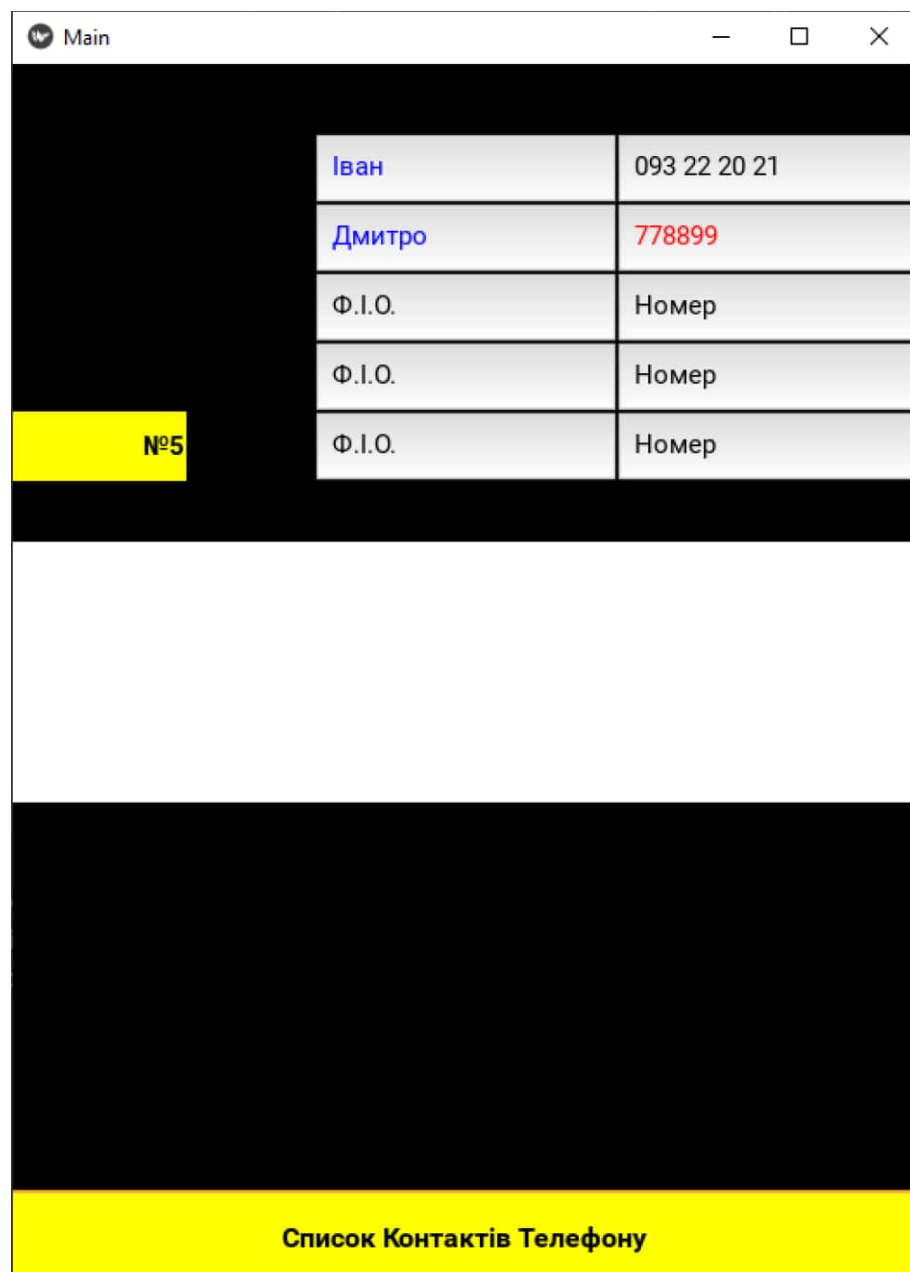 Main
Іван 093 22 20 21
Дмитро 778899
Ф.І.О. Номер
Ф.І.О. Номер
№5 Ф.І.О. Номер
Список Контактів Телефону